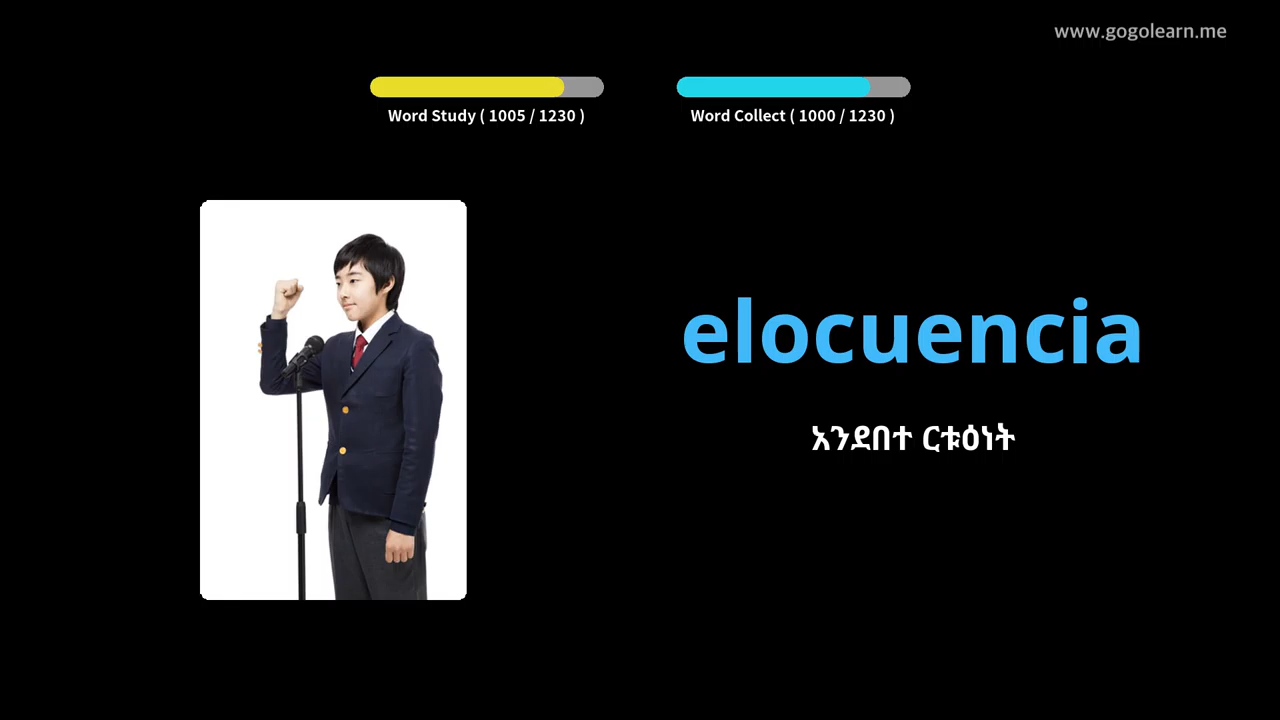 www.gogolearn.me
Word Study ( 1005 / 1230 )
Word Collect ( 1000 / 1230 )
elocuencia
አንደበተ ርቱዕነት